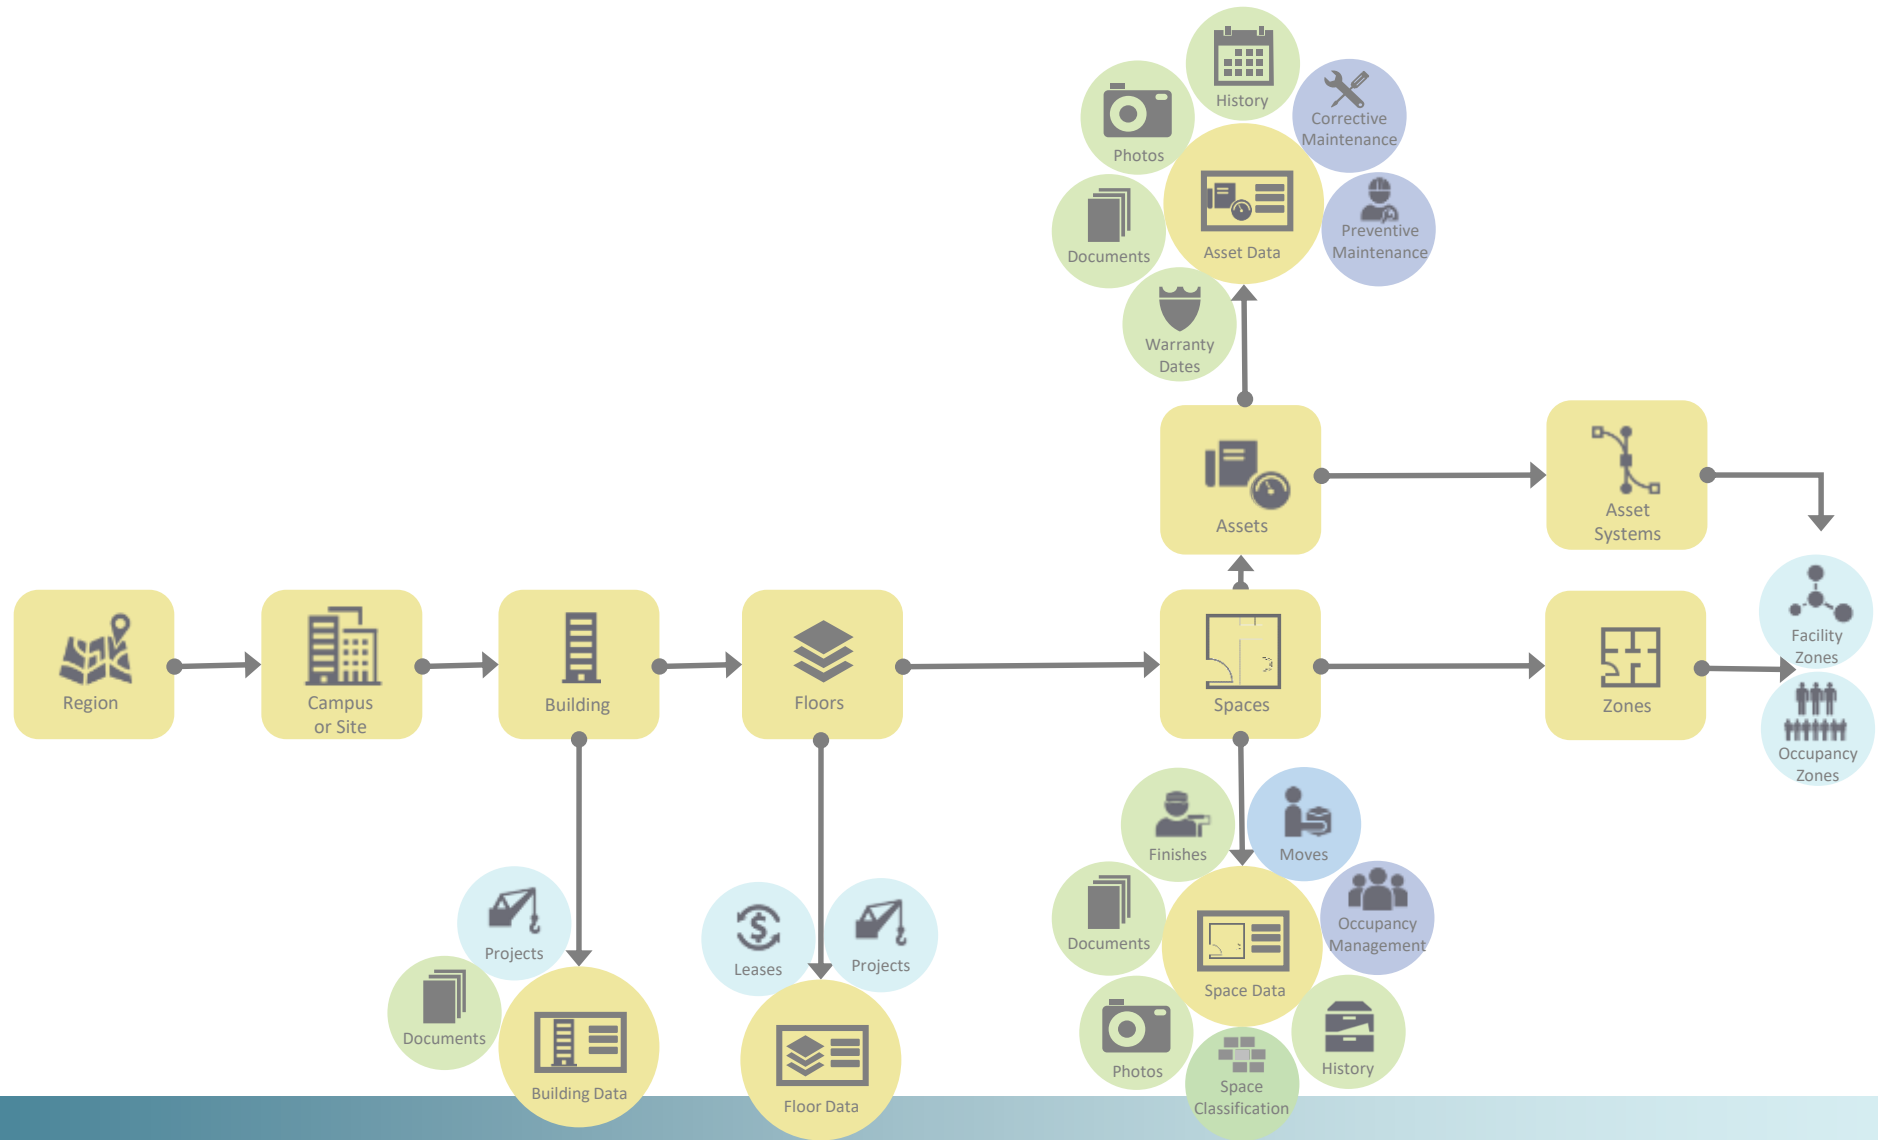 History
Corrective
Maintenance
Photos
Preventive
Maintenance
Documents
Asset Data
Warranty
Dates
Assets
Asset
Systems
Region
Campus
or Site
Building
Floors
Spaces
Zones
Facility
Zones
Occupancy
Zones
Finishes
Moves
Projects
Documents
Building Data
Leases
Projects
Floor Data
Documents
Occupancy
Management
Space Data
Photos
Space
Classification
History